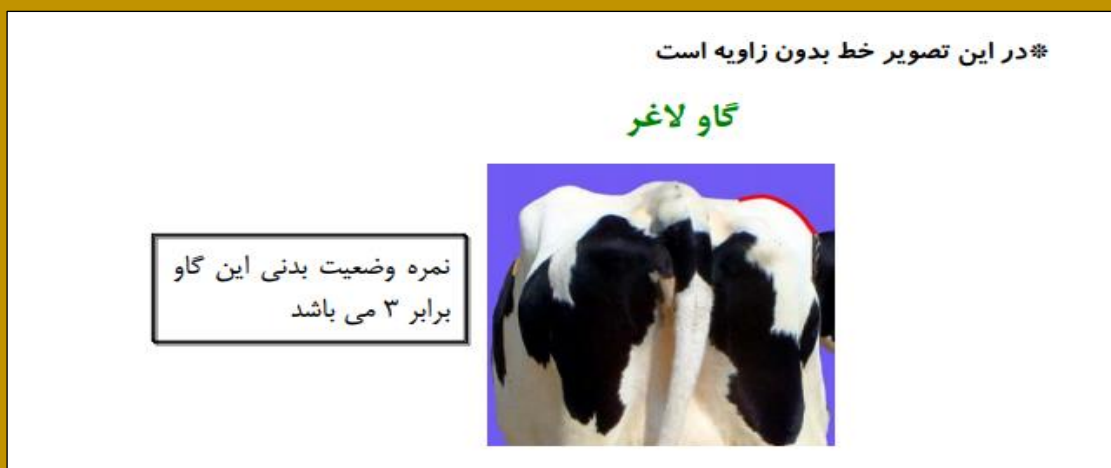 ❊در این تصویر خط بدون زاویه است
گاو لاغر
نمره وضعیت بدنی این گاو
برابر ۳ می باشد